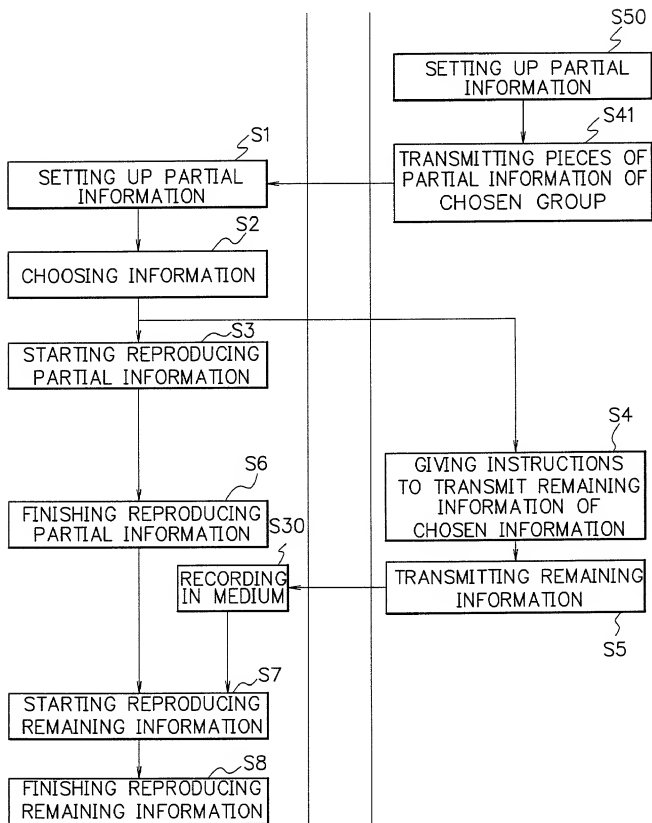 S50
SETTING UP PARTIAL
INFORMATION
S41
TRANSMITTING PIECES OF
PARTIAL INFORMATION OF
CHOSEN GROUP
S1
SETTING UP PARTIAL
INFORMATION
S2
CHOOSING INFORMATION
S3
STARTING REPRODUCING
PARTIAL INFORMATION
S4
GIVING INSTRUCTIONS
TO TRANSMIT REMAINING
INFORMATION OF
CHOSEN INFORMATION
S6
FINISHING REPRODUCING
PARTIAL INFORMATION
S30
RECORDING
IN MEDIUM
TRANSMITTING REMAINING
INFORMATION
S5
S7
STARTING REPRODUCING
REMAINING INFORMATION
S8
FINISHING REPRODUCING
REMAINING INFORMATION